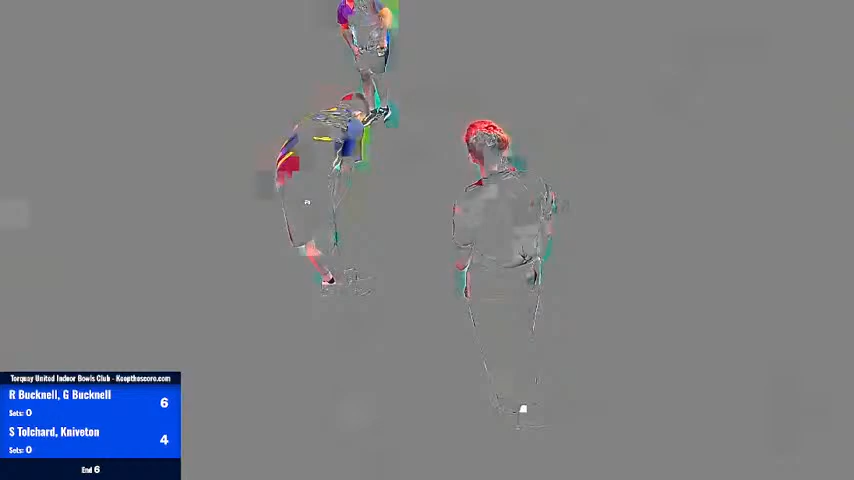 Torquay United Indoor Bowls Club - Keepthescore.com
R Bucknell, G Bucknell 6
Sets: 0
S Tolchard, Kniveton 4
Sets: 0
End 6